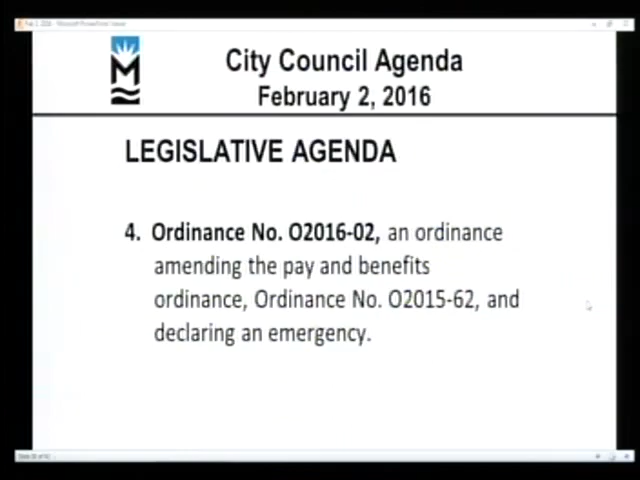 City Council Agenda
February 2, 2016
M
LEGISLATIVE AGENDA
4. Ordinance No. O2016-02, an ordinance
amending the pay and benefits
ordinance, Ordinance No. O2015-62, and
declaring an emergency.